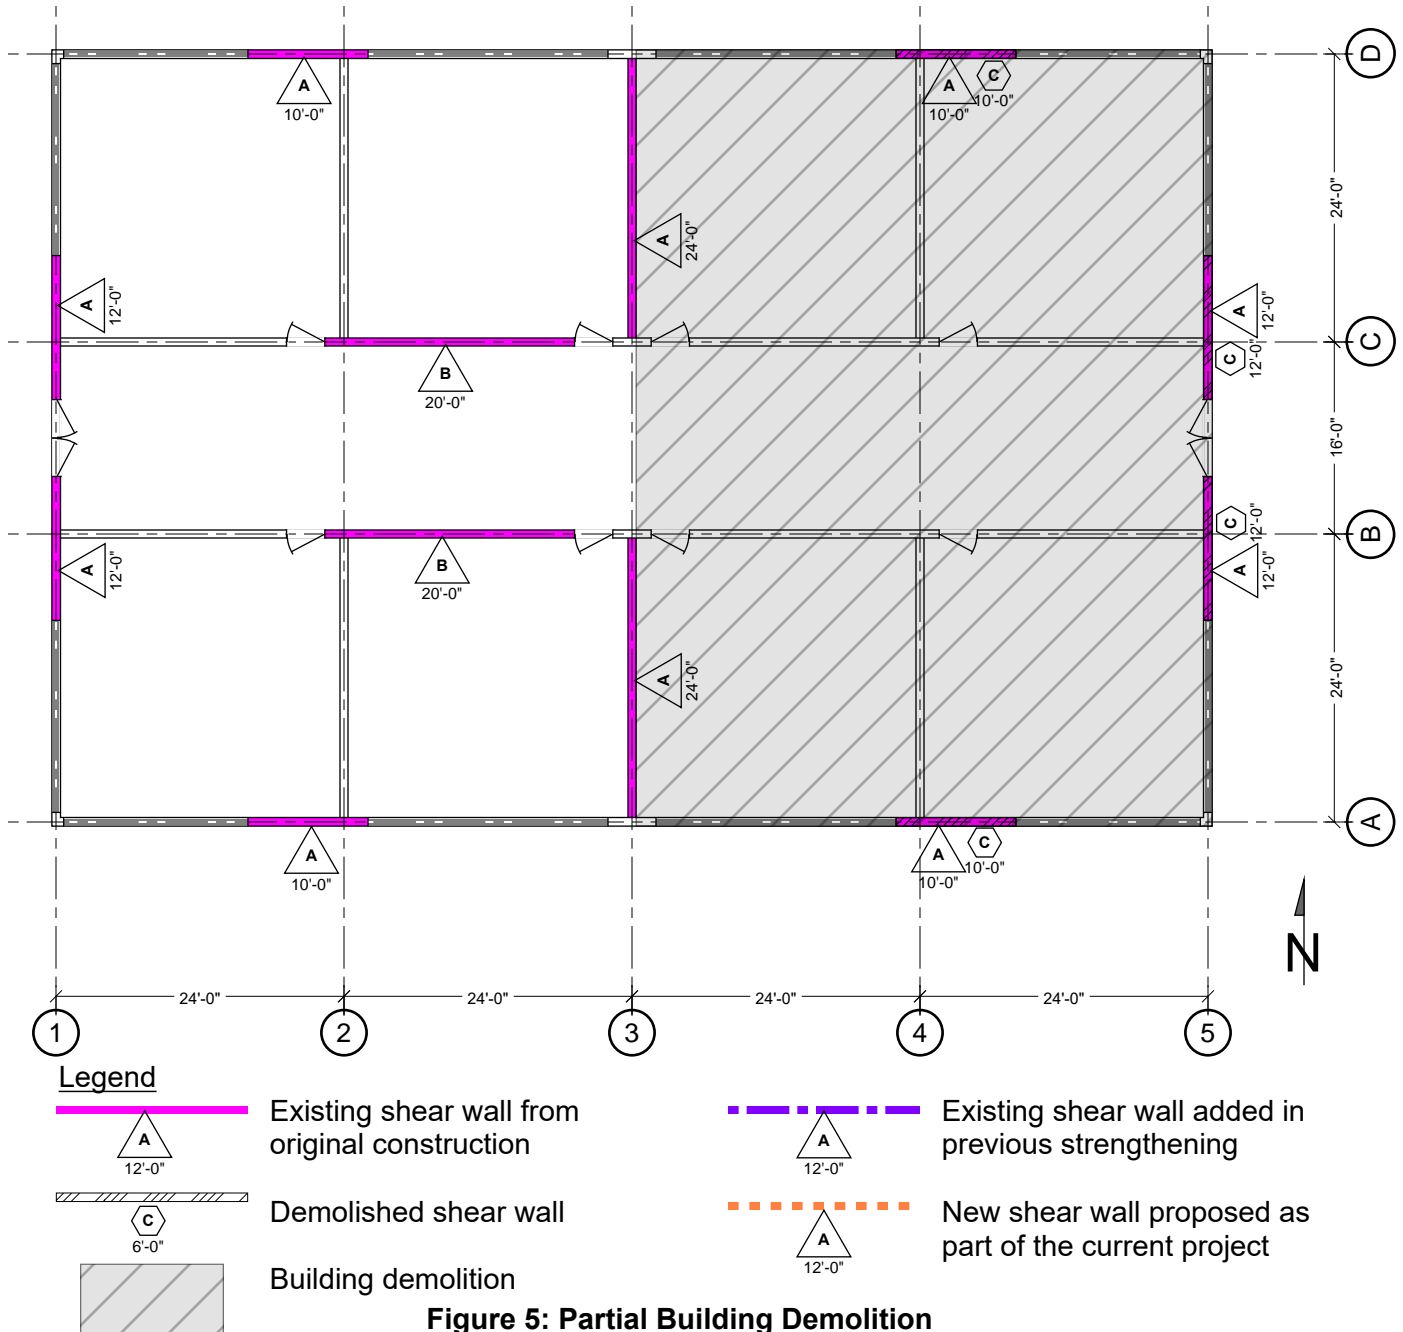 D
A
10'-0"
A
C
10'-0"
10'-0"
24'-0"
A
24'-0"
A
12'-0"
A
12'-0"
C
B
20'-0"
C
12'-0"
16'-0"
C
12'-0"
B
A
12'-0"
B
20'-0"
A
12'-0"
A
24'-0"
24'-0"
A
A
10'-0"
A
C
10'-0"
10'-0"
N
24'-0"
24'-0"
24'-0"
24'-0"
1
2
3
4
5
Legend
A
12'-0"
Existing shear wall from
original construction
A
12'-0"
Existing shear wall added in
previous strengthening
C
6'-0"
Demolished shear wall
A
12'-0"
New shear wall proposed as
part of the current project
Building demolition
Figure 5: Partial Building Demolition